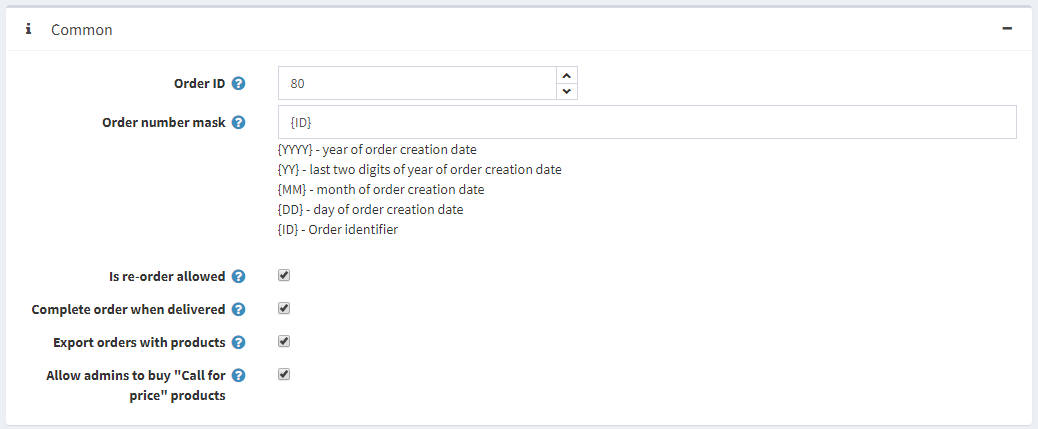 Common
Order ID
80
Order number mask
{ID}
{YYYY} - year of order creation date
{YY} - last two digits of year of order creation date
{MM} - month of order creation date
{DD} - day of order creation date
{ID} - Order identifier
Is re-order allowed
Complete order when delivered
Export orders with products
Allow admins to buy "Call for
price" products